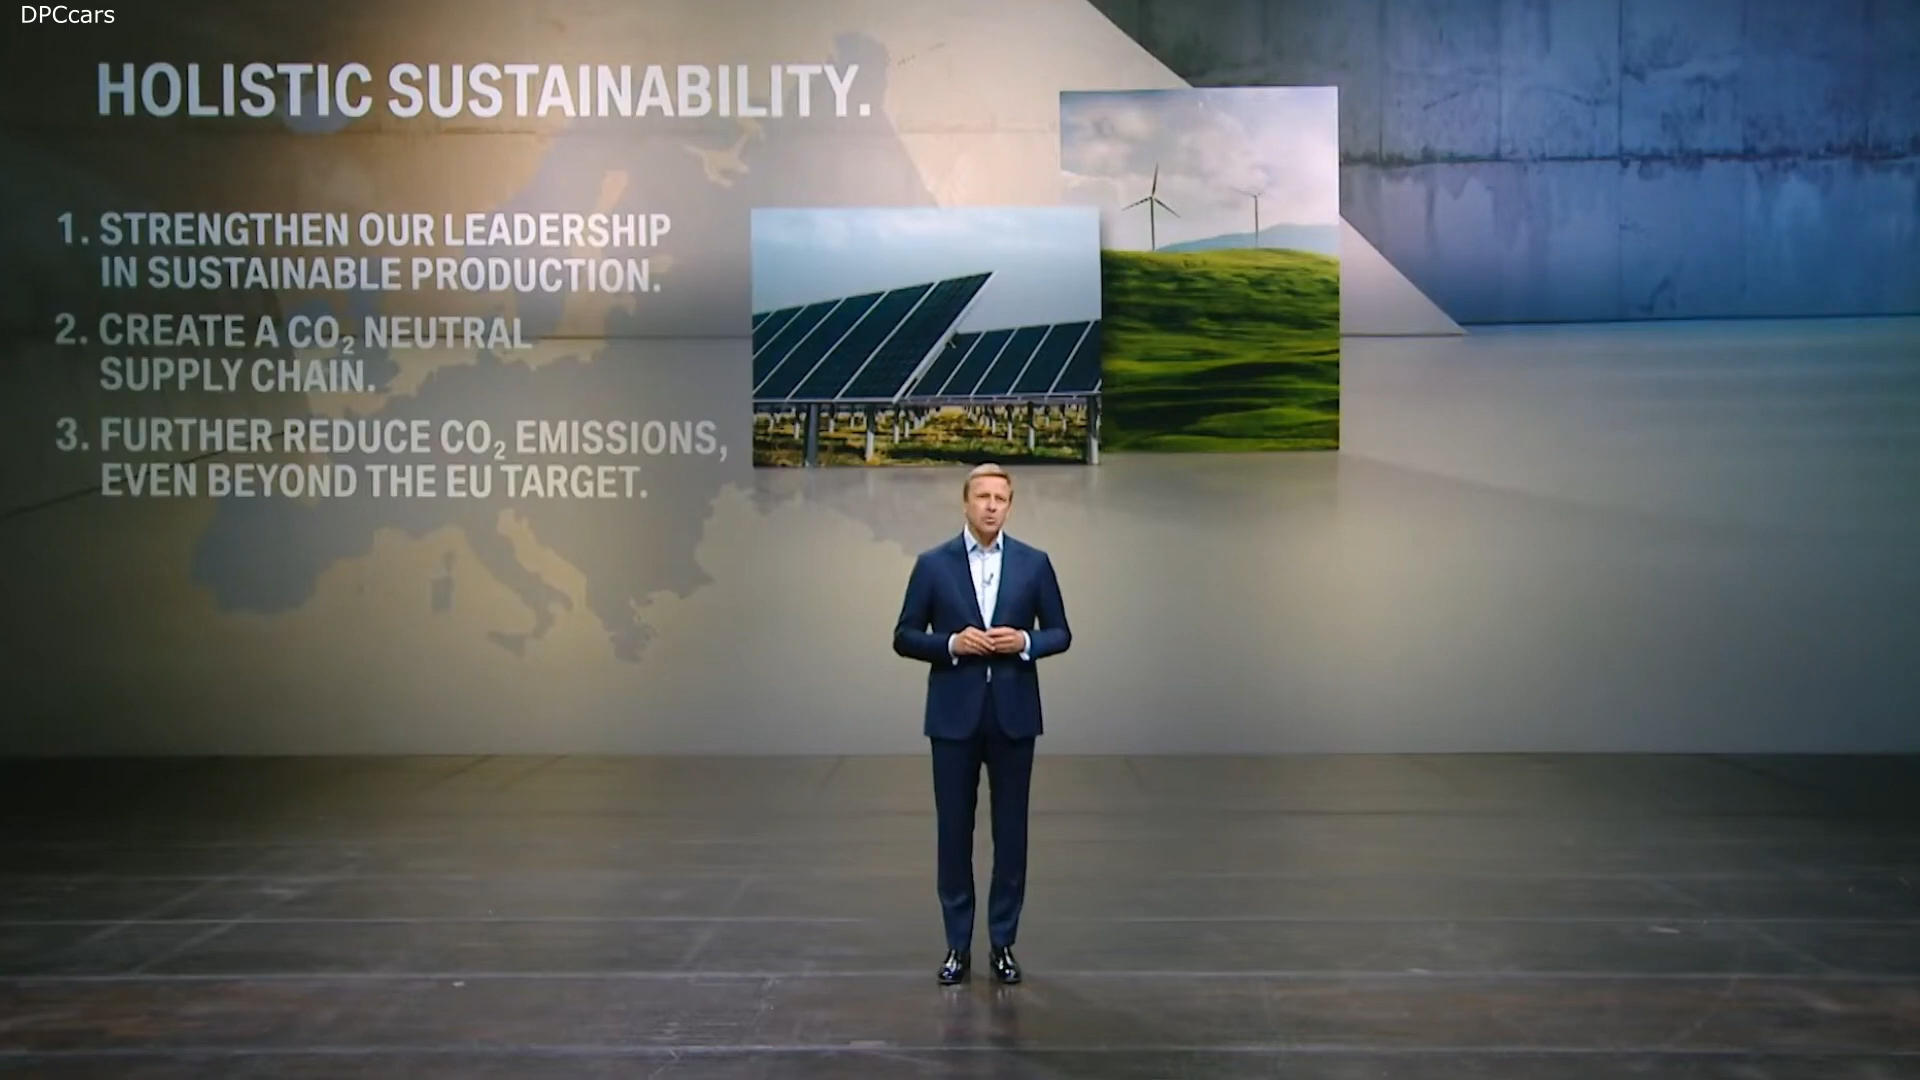 DPCcars
HOLISTIC SUSTAINABILITY.
1. STRENGTHEN OUR LEADERSHIP
IN SUSTAINABLE PRODUCTION.
2. CREATE A CO₂ NEUTRAL
SUPPLY CHAIN.
3. FURTHER REDUCE CO₂ EMISSIONS,
EVEN BEYOND THE EU TARGET.